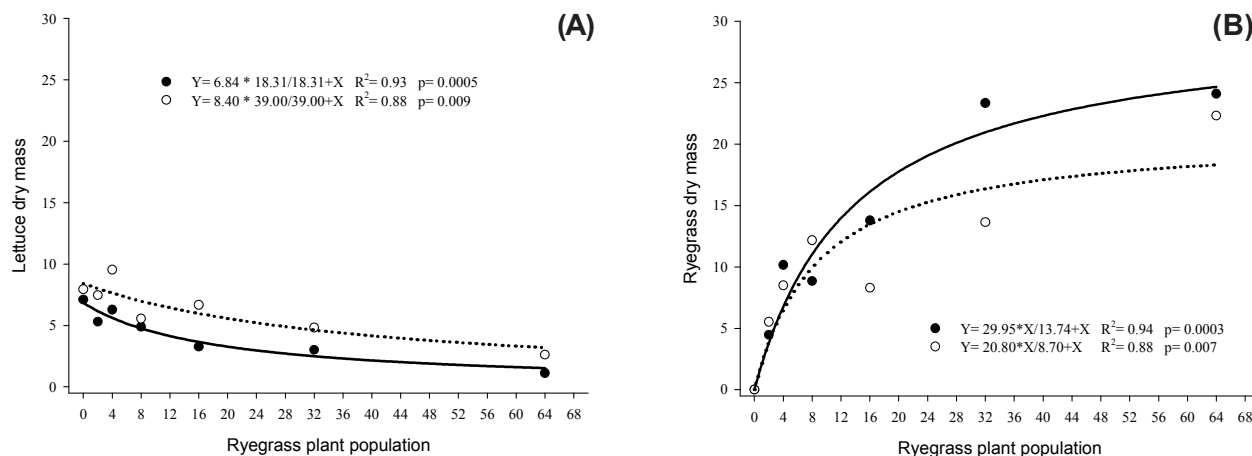 (A)
30
25
20
15
10
5
0
Lettuce dry mass
Y= 6.84 * 18.31/18.31+X R²= 0.93 p= 0.0005
Y= 8.40 * 39.00/39.00+X R²= 0.88 p= 0.009
0 4 8 12 16 20 24 28 32 36 40 44 48 52 56 60 64 68
Ryegrass plant population
(B)
30
25
20
15
10
5
0
Ryegrass dry mass
Y= 29.95*X/13.74+X R²= 0.94 p= 0.0003
Y= 20.80*X/8.70+X R²= 0.88 p= 0.007
0 4 8 12 16 20 24 28 32 36 40 44 48 52 56 60 64 68
Ryegrass plant population